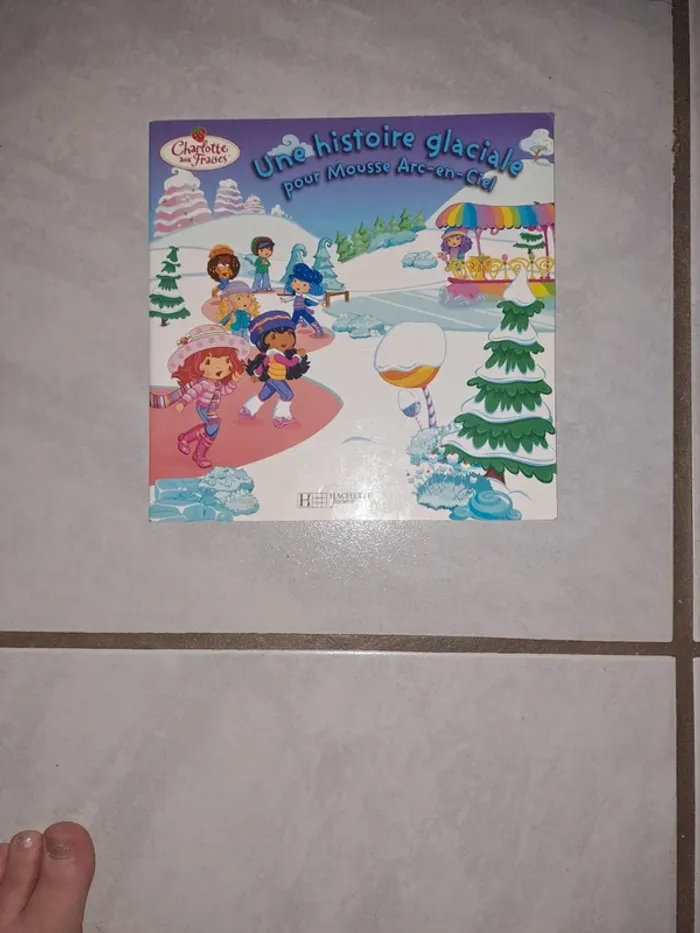 Charlotte
aux Fraises
Une histoire glaciale
pour Mousse Arc-en-Ciel
H HACHETTE